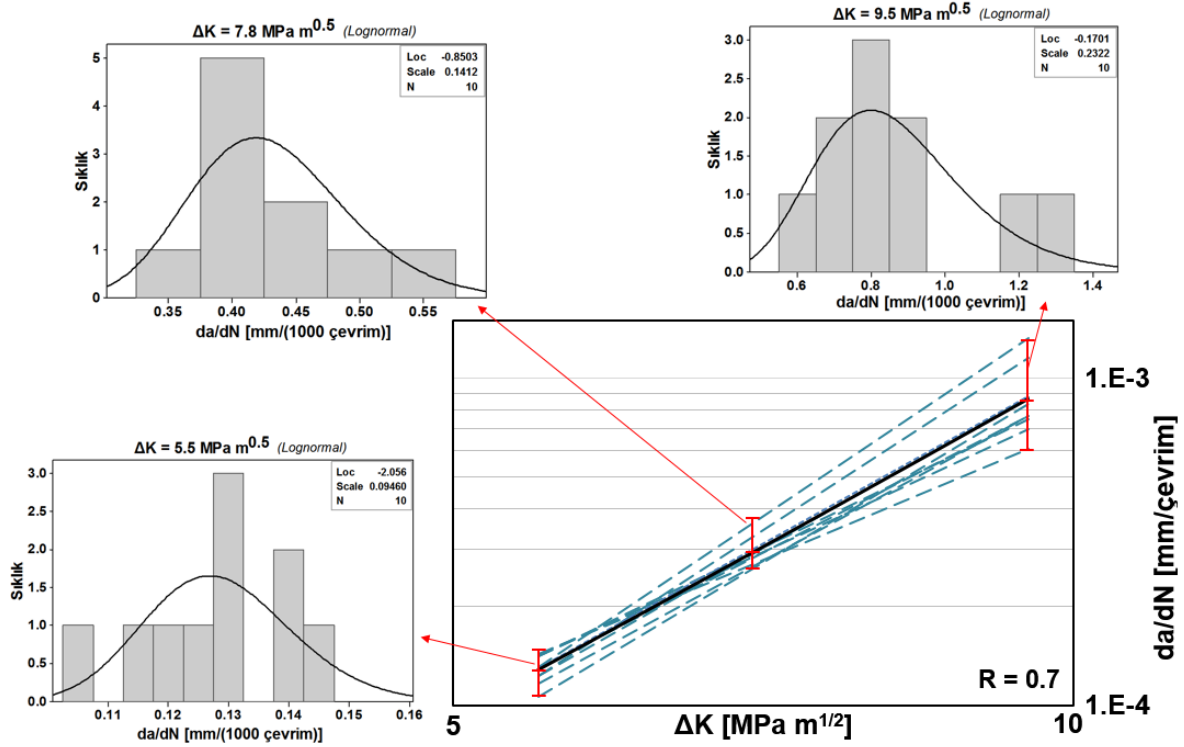 ΔK = 7.8 MPa m^0.5 (Lognormal)
Loc -0.8503
Scale 0.1412
N 10
5
4
3
2
1
0
Sıklık
0.35 0.40 0.45 0.50 0.55
da/dN [mm/(1000 çevrim)]
ΔK = 9.5 MPa m^0.5 (Lognormal)
Loc -0.1701
Scale 0.2322
N 10
3.0
2.5
2.0
1.5
1.0
0.5
0.0
Sıklık
0.6 0.8 1.0 1.2 1.4
da/dN [mm/(1000 çevrim)]
ΔK = 5.5 MPa m^0.5 (Lognormal)
Loc -2.056
Scale 0.09460
N 10
3.0
2.5
2.0
1.5
1.0
0.5
0.0
Sıklık
0.11 0.12 0.13 0.14 0.15 0.16
da/dN [mm/(1000 çevrim)]
1.E-3
1.E-4
da/dN [mm/çevrim]
R = 0.7
5 10
ΔK [MPa m^1/2]